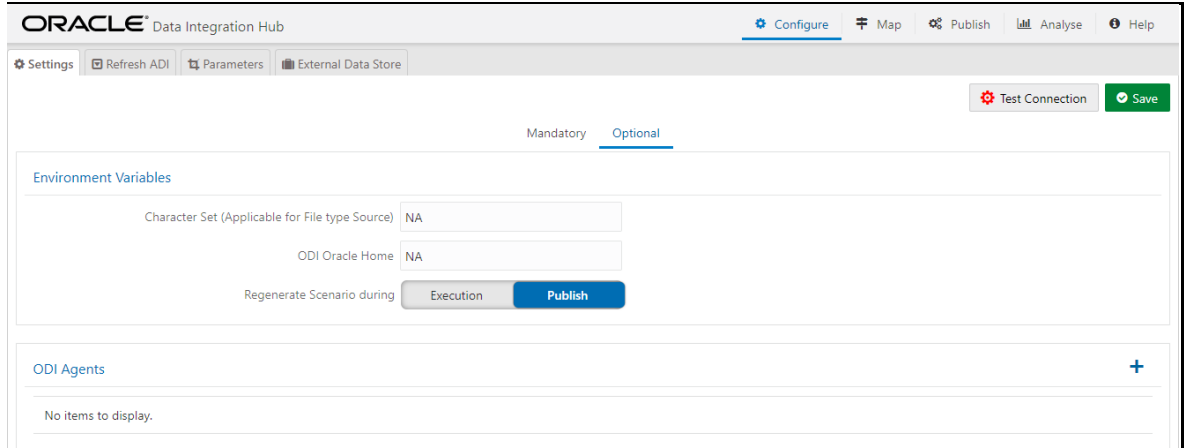 ORACLE® Data Integration Hub
Configure Map Publish Analyse Help
Settings Refresh ADI Parameters External Data Store
Test Connection Save
Mandatory Optional
Environment Variables
Character Set (Applicable for File type Source) NA
ODI Oracle Home NA
Regenerate Scenario during Execution Publish
ODI Agents
No items to display.